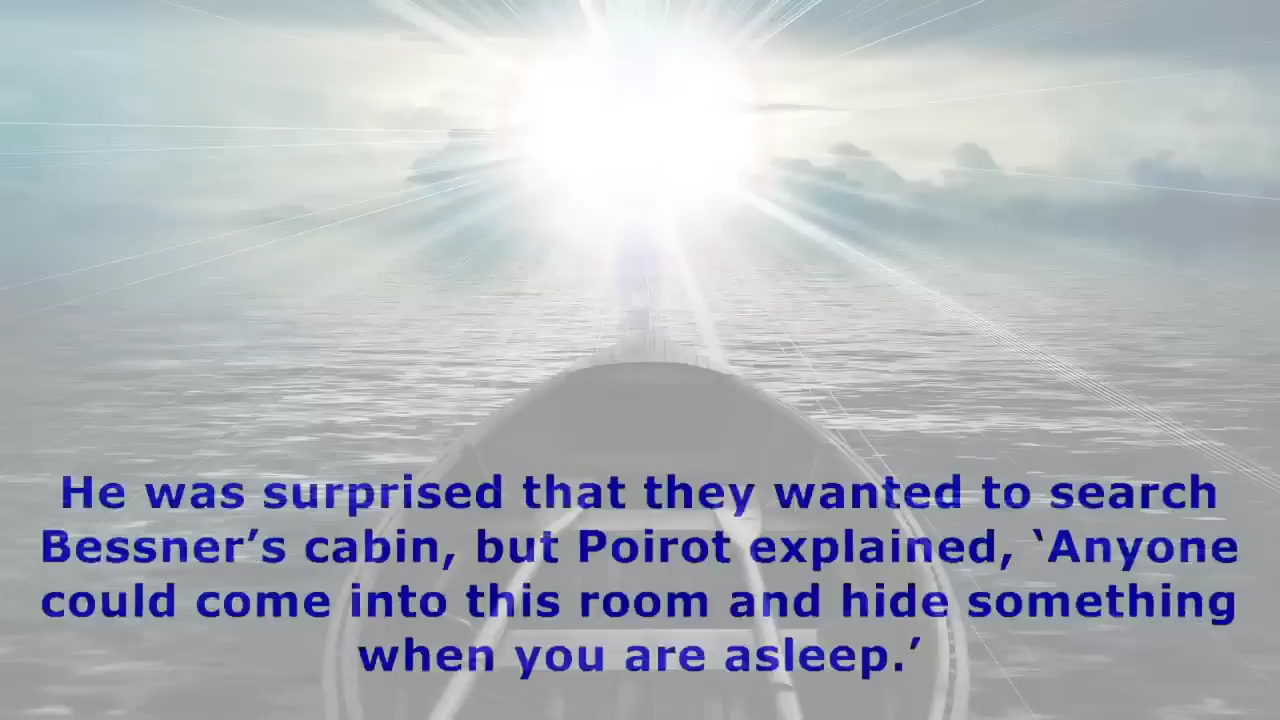 He was surprised that they wanted to search
Bessner’s cabin, but Poirot explained, ‘Anyone
could come into this room and hide something
when you are asleep.’